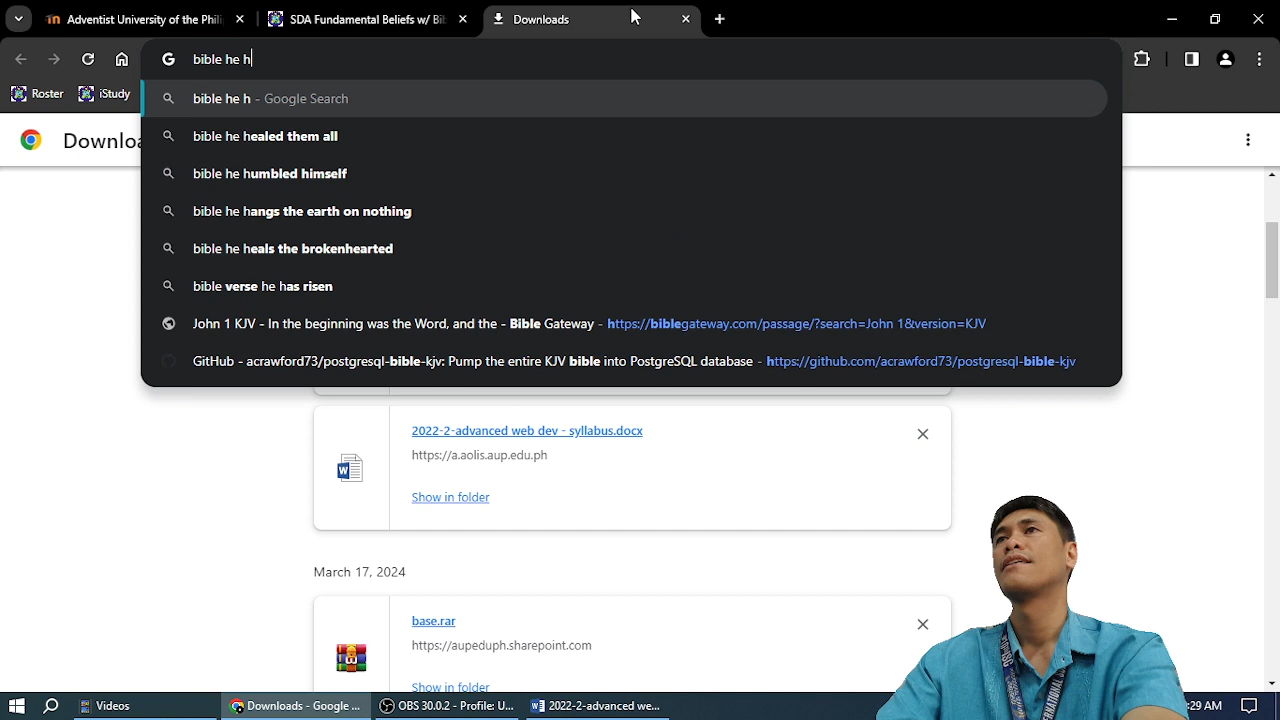 Adventist University of the Phili
SDA Fundamental Beliefs w/ Bib
Downloads
bible he h
Roster
iStudy
bible he h - Google Search
bible he healed them all
bible he humbled himself
bible he hangs the earth on nothing
bible he heals the brokenhearted
bible verse he has risen
John 1 KJV - In the beginning was the Word, and the - Bible Gateway - https://biblegateway.com/passage/?search=John 1&version=KJV
GitHub - acrawford73/postgresql-bible-kjv: Pump the entire KJV bible into PostgreSQL database - https://github.com/acrawford73/postgresql-bible-kjv
Downloa
2022-2-advanced web dev - syllabus.docx
https://a.aolis.aup.edu.ph
Show in folder
March 17, 2024
base.rar
https://aupeduph.sharepoint.com
Show in folder
Videos
Downloads - Google ...
OBS 30.0.2 - Profile: U...
2022-2-advanced we...
:29 AM